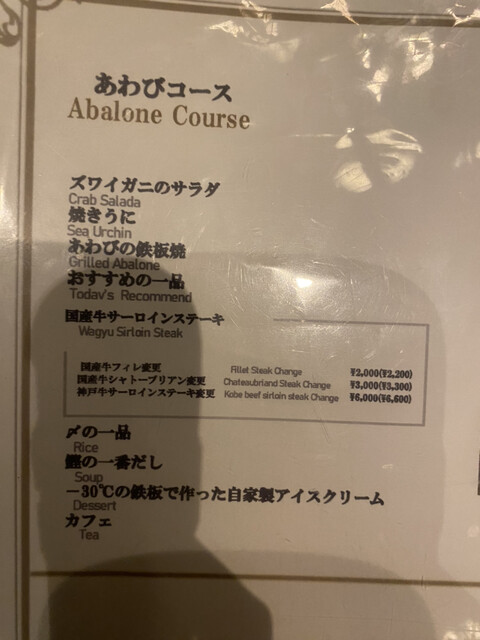 あわびコース
Abalone Course
ズワイガニのサラダ
Crab Salada
焼きうに
Sea Urchin
あわびの鉄板焼
Grilled Abalone
おすすめの一品
Today's Recommend
国産牛サーロインステーキ
Wagyu Sirloin Steak
国産牛フィレ変更 Fillet Steak Change ¥2,000(¥2,200)
国産牛シャトーブリアン変更 Chateaubriand Steak Change ¥3,000(¥3,300)
神戸牛サーロインステーキ変更 Kobe beef sirloin steak Change ¥6,000(¥6,600)
〆の一品
Rice
鰹の一番だし
Soup
−30℃の鉄板で作った自家製アイスクリーム
Dessert
カフェ
Tea